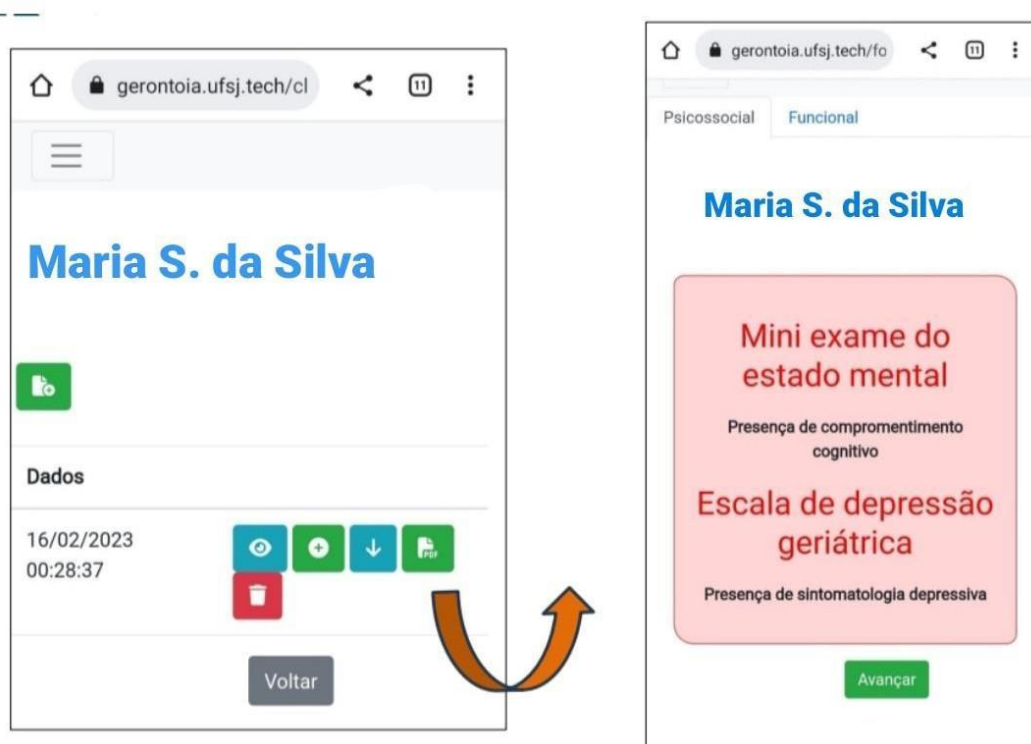 gerontoia.ufsj.tech/cl
11
Maria S. da Silva
Dados
16/02/2023
00:28:37
PDF
Voltar
gerontoia.ufsj.tech/fo
11
Psicossocial
Funcional
Maria S. da Silva
Mini exame do
estado mental
Presença de compromentimento
cognitivo
Escala de depressão
geriátrica
Presença de sintomatologia depressiva
Avançar